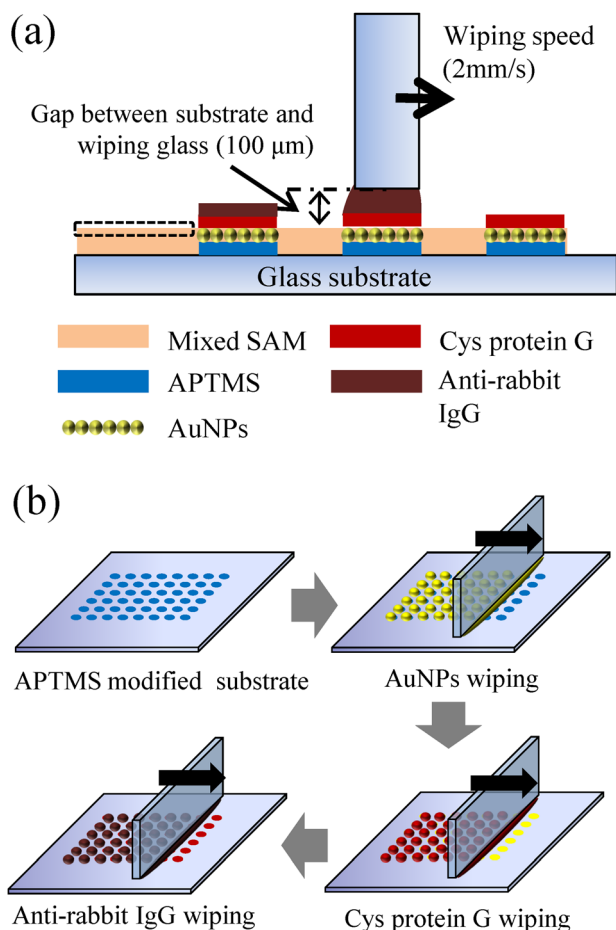 (a)
Wiping speed
(2mm/s)
Gap between substrate and
wiping glass (100 μm)
Glass substrate
Mixed SAM
Cys protein G
APTMS
Anti-rabbit
IgG
AuNPs
(b)
APTMS modified substrate
AuNPs wiping
Anti-rabbit IgG wiping
Cys protein G wiping